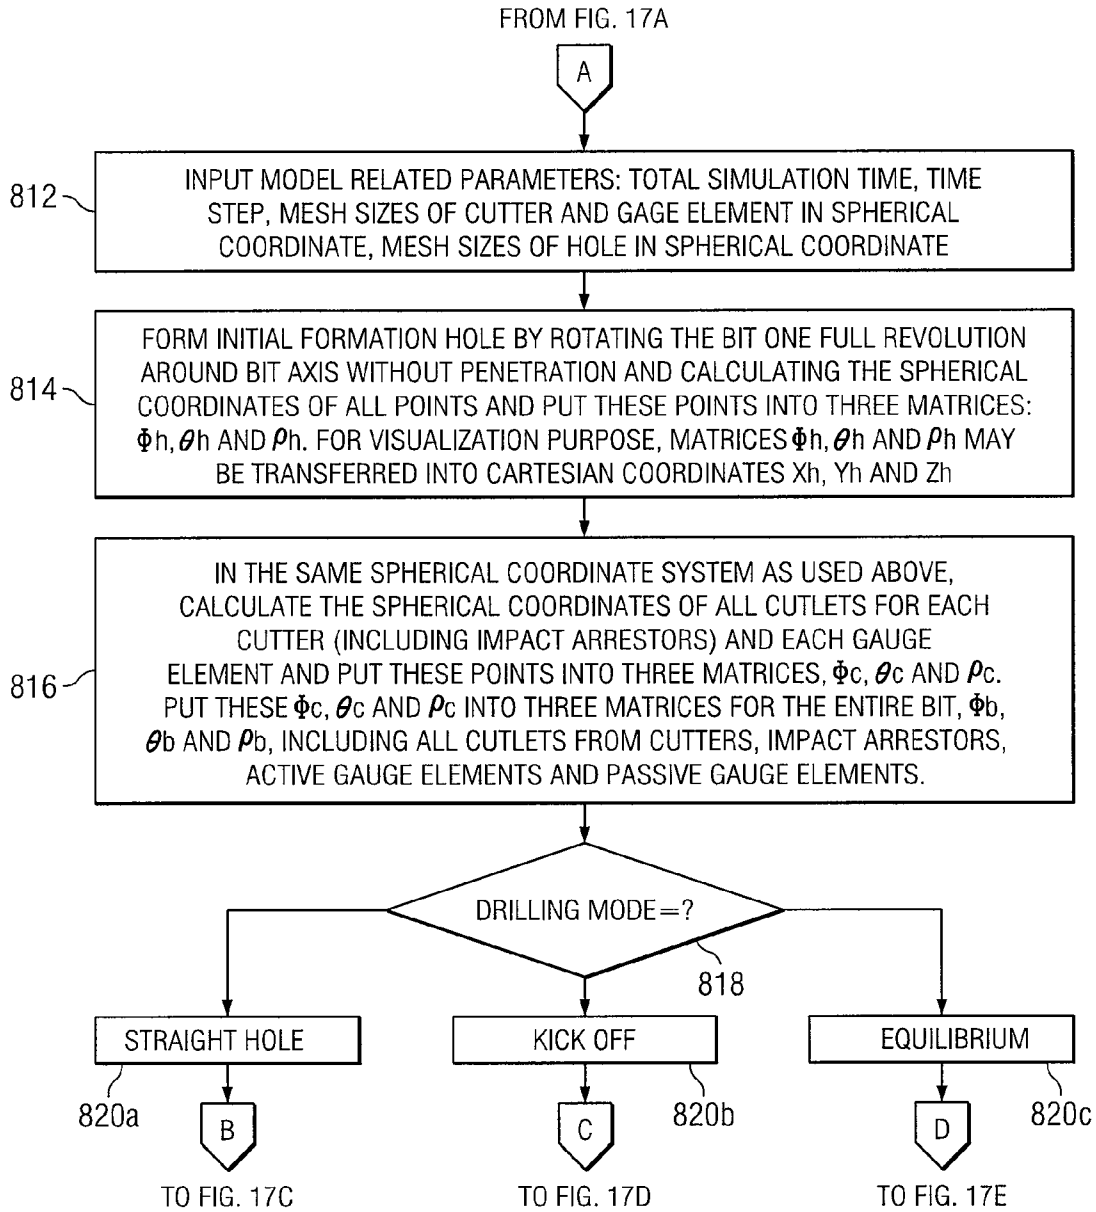 FROM FIG. 17A
A
812
INPUT MODEL RELATED PARAMETERS: TOTAL SIMULATION TIME, TIME
STEP, MESH SIZES OF CUTTER AND GAGE ELEMENT IN SPHERICAL
COORDINATE, MESH SIZES OF HOLE IN SPHERICAL COORDINATE
814
FORM INITIAL FORMATION HOLE BY ROTATING THE BIT ONE FULL REVOLUTION
AROUND BIT AXIS WITHOUT PENETRATION AND CALCULATING THE SPHERICAL
COORDINATES OF ALL POINTS AND PUT THESE POINTS INTO THREE MATRICES:
Φh, θh AND ρh. FOR VISUALIZATION PURPOSE, MATRICES Φh, θh AND ρh MAY
BE TRANSFERRED INTO CARTESIAN COORDINATES Xh, Yh AND Zh
816
IN THE SAME SPHERICAL COORDINATE SYSTEM AS USED ABOVE,
CALCULATE THE SPHERICAL COORDINATES OF ALL CUTLETS FOR EACH
CUTTER (INCLUDING IMPACT ARRESTORS) AND EACH GAUGE
ELEMENT AND PUT THESE POINTS INTO THREE MATRICES, Φc, θc AND ρc.
PUT THESE Φc, θc AND ρc INTO THREE MATRICES FOR THE ENTIRE BIT, Φb,
θb AND ρb, INCLUDING ALL CUTLETS FROM CUTTERS, IMPACT ARRESTORS,
ACTIVE GAUGE ELEMENTS AND PASSIVE GAUGE ELEMENTS.
DRILLING MODE=?
818
STRAIGHT HOLE
KICK OFF
EQUILIBRIUM
820a
820b
820c
B
C
D
TO FIG. 17C
TO FIG. 17D
TO FIG. 17E